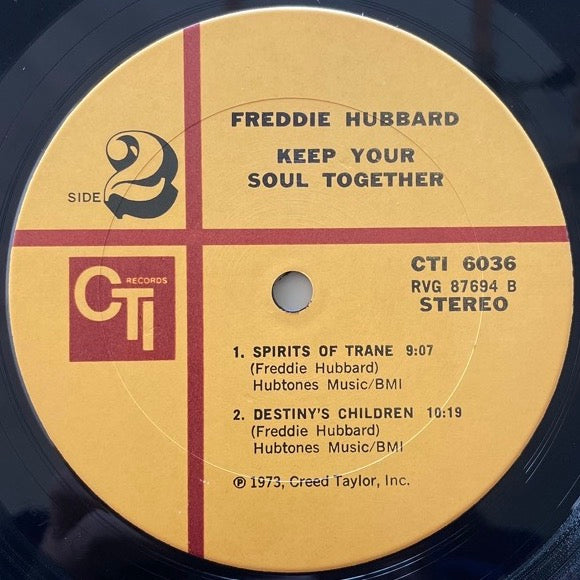 FREDDIE HUBBARD
KEEP YOUR
SOUL TOGETHER
SIDE 2
CTI RECORDS
CTI 6036
RVG 87694 B
STEREO
1. SPIRITS OF TRANE 9:07
(Freddie Hubbard)
Hubtones Music/BMI
2. DESTINY'S CHILDREN 10:19
(Freddie Hubbard)
Hubtones Music/BMI
℗ 1973, Creed Taylor, Inc.